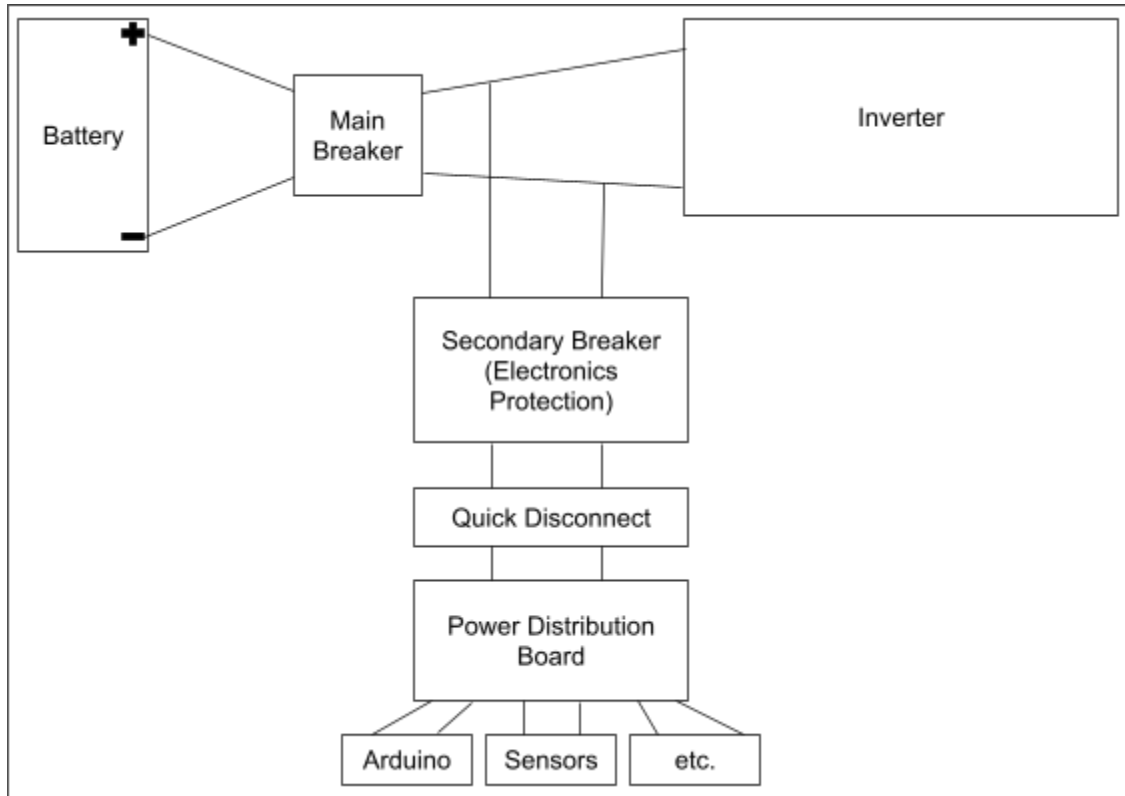 +
Battery
-
Main
Breaker
Inverter
Secondary Breaker
(Electronics
Protection)
Quick Disconnect
Power Distribution
Board
Arduino
Sensors
etc.